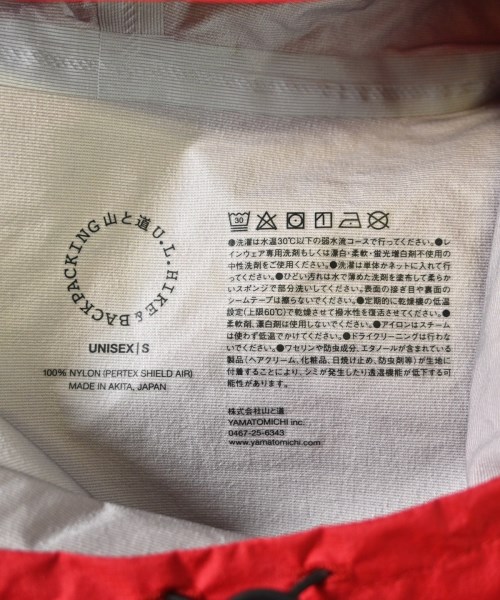 山と道 U.L.HIKE & BACKPACKING
UNISEX | S
100% NYLON (PERTEX SHIELD AIR)
MADE IN AKITA, JAPAN
30
●洗濯は水温30℃以下の弱水流コースで行ってください。●レ
インウェア専用洗剤もしくは漂白・柔軟・蛍光増白剤不使用の
中性洗剤をご使用ください。●洗濯は単体かネットに入れて行
ってください。●ひどい汚れは水で薄めた洗剤を塗布して柔らか
いスポンジで部分洗いしてください。表面の接ぎ目や裏面の
シームテープは擦らないでください。●定期的に乾燥機の低温
設定(上限60℃)で乾燥させて撥水性を復活させてください。●
柔軟剤、漂白剤は使用しないでください。●アイロンはスチーム
は使わず低温でかけてください。●ドライクリーニングは行わな
いでください。●ワセリンや防虫成分、エタノールが含まれている
製品(ヘアクリーム、化粧品、日焼け止め、防虫剤等)が生地に
付着することにより、シミが発生したり透湿機能が低下する可
能性があります。
株式会社山と道
YAMATOMICHI inc.
0467-25-6343
www.yamatomichi.com